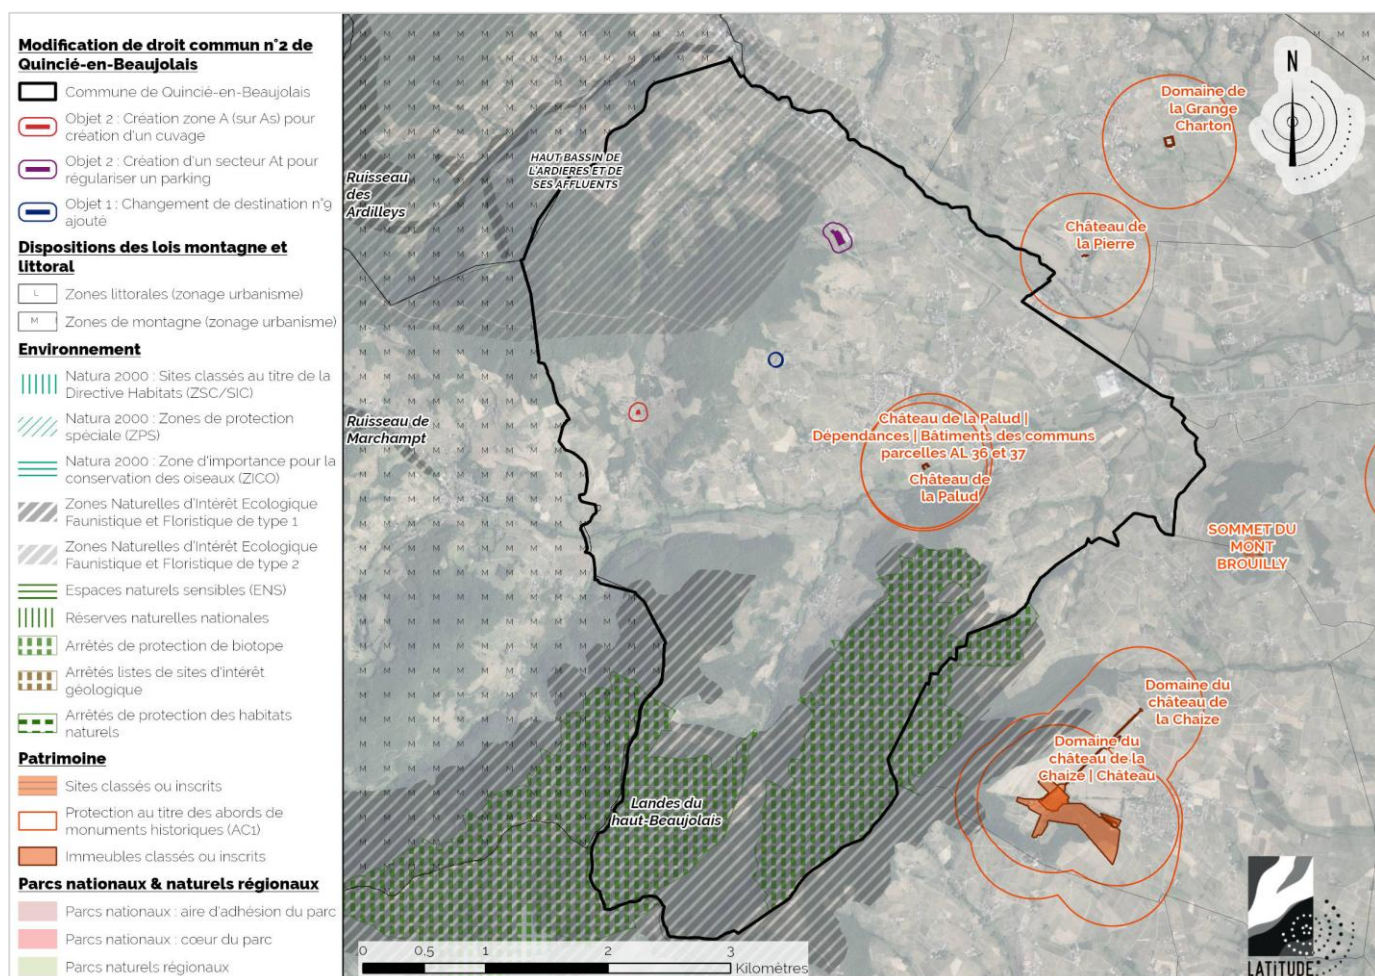 Modification de droit commun n°2 de
Quincié-en-Beaujolais
Commune de Quincié-en-Beaujolais
Objet 2 : Création zone A (sur As) pour
création d'un cuvage
Objet 2 : Création d'un secteur At pour
régulariser un parking
Objet 1 : Changement de destination n°9
ajouté
Dispositions des lois montagne et
littoral
L
Zones littorales (zonage urbanisme)
M
Zones de montagne (zonage urbanisme)
Environnement
Natura 2000 : Sites classés au titre de la
Directive Habitats (ZSC/SIC)
Natura 2000 : Zones de protection
spéciale (ZPS)
Natura 2000 : Zone d'importance pour la
conservation des oiseaux (ZICO)
Zones Naturelles d'Intérêt Ecologique
Faunistique et Floristique de type 1
Zones Naturelles d'Intérêt Ecologique
Faunistique et Floristique de type 2
Espaces naturels sensibles (ENS)
Réserves naturelles nationales
Arrêtés de protection de biotope
Arrêtés listes de sites d'intérêt
géologique
Arrêtés de protection des habitats
naturels
Patrimoine
Sites classés ou inscrits
Protection au titre des abords de
monuments historiques (AC1)
Immeubles classés ou inscrits
Parcs nationaux & naturels régionaux
Parcs nationaux : aire d'adhésion du parc
Parcs nationaux : cœur du parc
Parcs naturels régionaux
N
Domaine de
la Grange
Charton
HAUT BASSIN DE
L'ARDIERES ET DE
SES AFFLUENTS
Ruisseau
des
Ardilleys
Château de
la Pierre
Ruisseau de
Marchampt
Château de la Palud |
Dépendances | Bâtiments des communs
parcelles AL 36 et 37
Château de
la Palud
SOMMET DU
MONT
BROUILLY
Domaine du
château de
la Chaize
Domaine du
château de la
Chaize | Château
Landes du
haut-Beaujolais
0 0.5 1 2 3
Kilomètres
LATITUDE